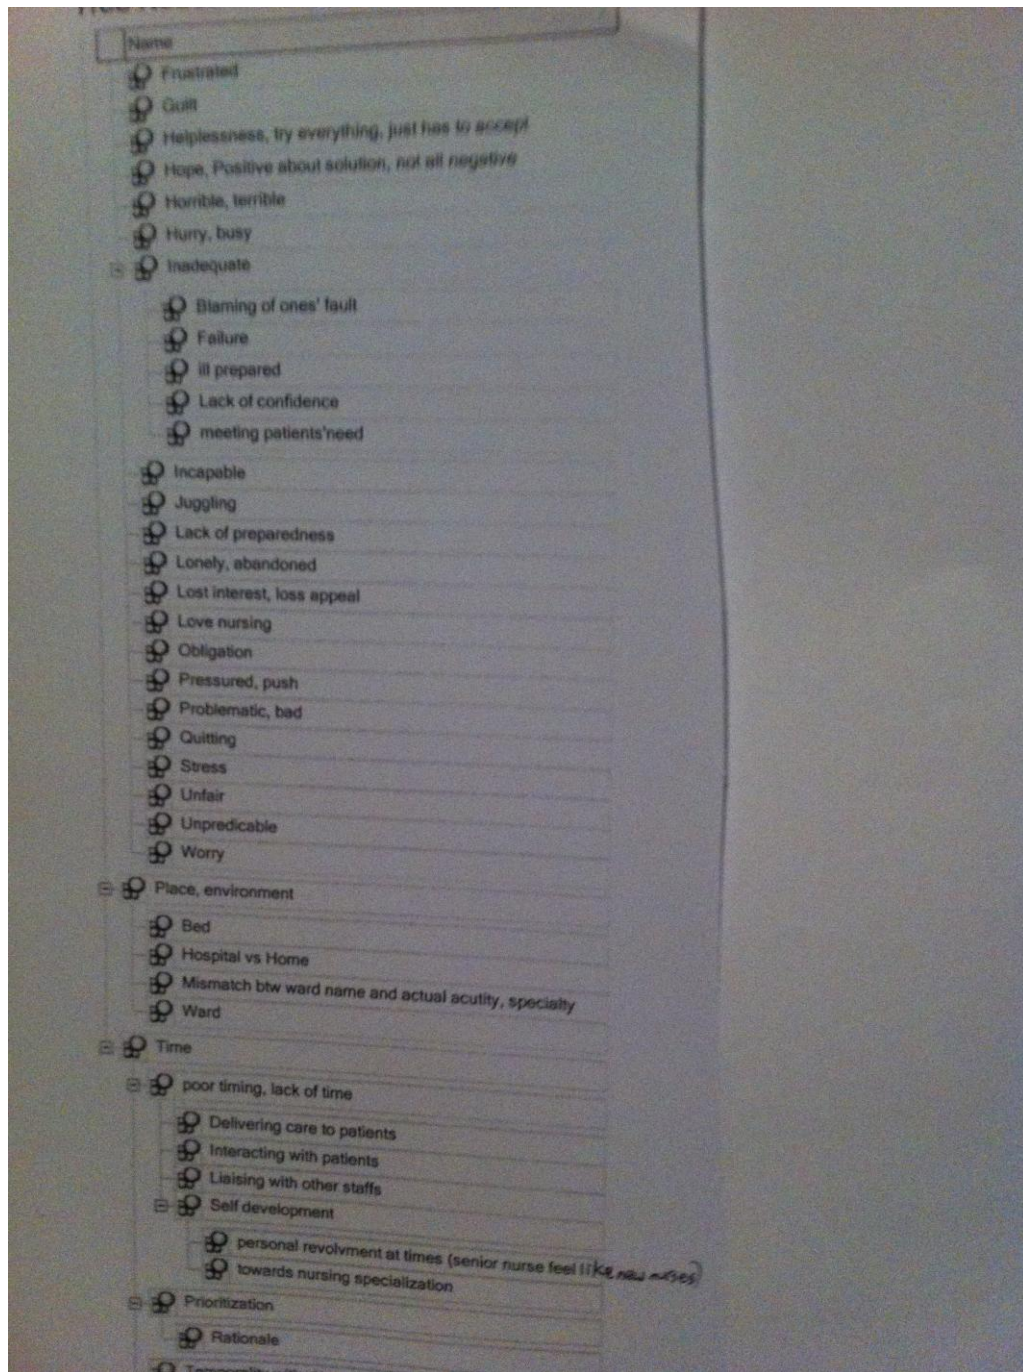 Name
Frustrated
Guilt
Helplessness, try everything, just has to accept
Hope, Positive about solution, not all negative
Horrible, terrible
Hurry, busy
Inadequate
Blaming of ones' fault
Failure
ill prepared
Lack of confidence
meeting patients'need
Incapable
Juggling
Lack of preparedness
Lonely, abandoned
Lost interest, loss appeal
Love nursing
Obligation
Pressured, push
Problematic, bad
Quitting
Stress
Unfair
Unpredicable
Worry
Place, environment
Bed
Hospital vs Home
Mismatch btw ward name and actual acutity, specialty
Ward
Time
poor timing, lack of time
Delivering care to patients
Interacting with patients
Liaising with other staffs
Self development
personal revolvment at times (senior nurse feel like new nurses)
towards nursing specialization
Prioritization
Rationale